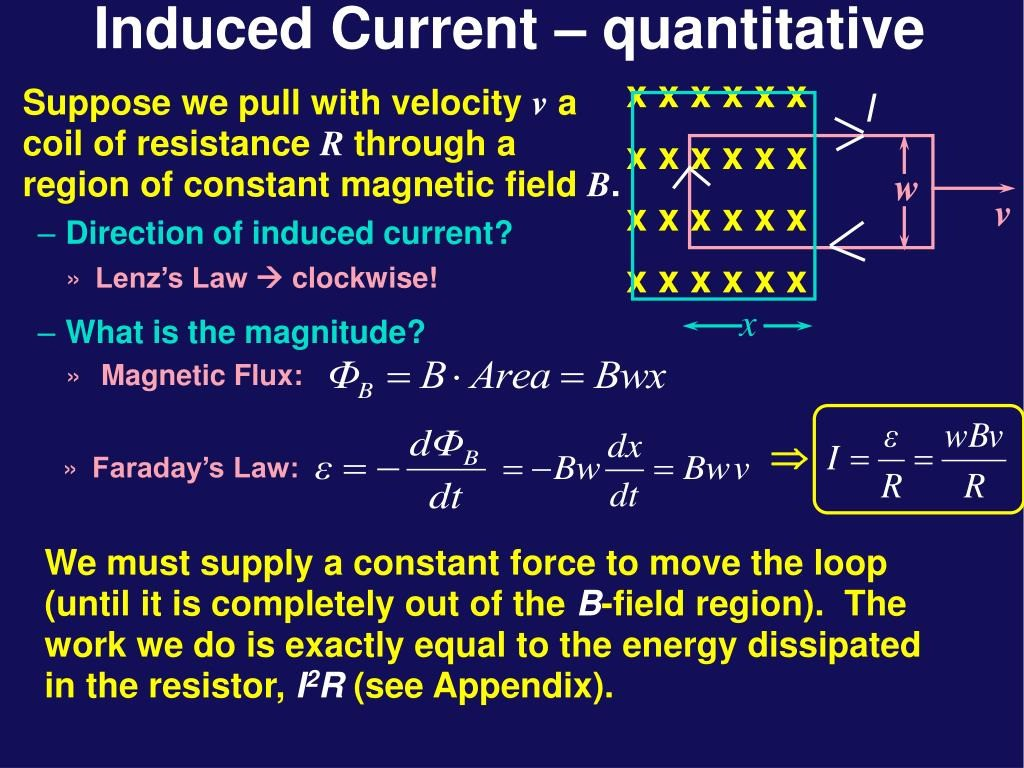 Induced Current – quantitative
Suppose we pull with velocity v a
coil of resistance R through a
region of constant magnetic field B.
– Direction of induced current?
» Lenz's Law → clockwise!
– What is the magnitude?
» Magnetic Flux: Φ_B = B · Area = Bwx
» Faraday's Law: ε = − dΦ_B/dt = −Bw dx/dt = Bwv ⇒ I = ε/R = wBv/R
x x x x x x
x x x x x x
x x x x x x
x x x x x x
I
w
v
x
We must supply a constant force to move the loop
(until it is completely out of the B-field region). The
work we do is exactly equal to the energy dissipated
in the resistor, I²R (see Appendix).